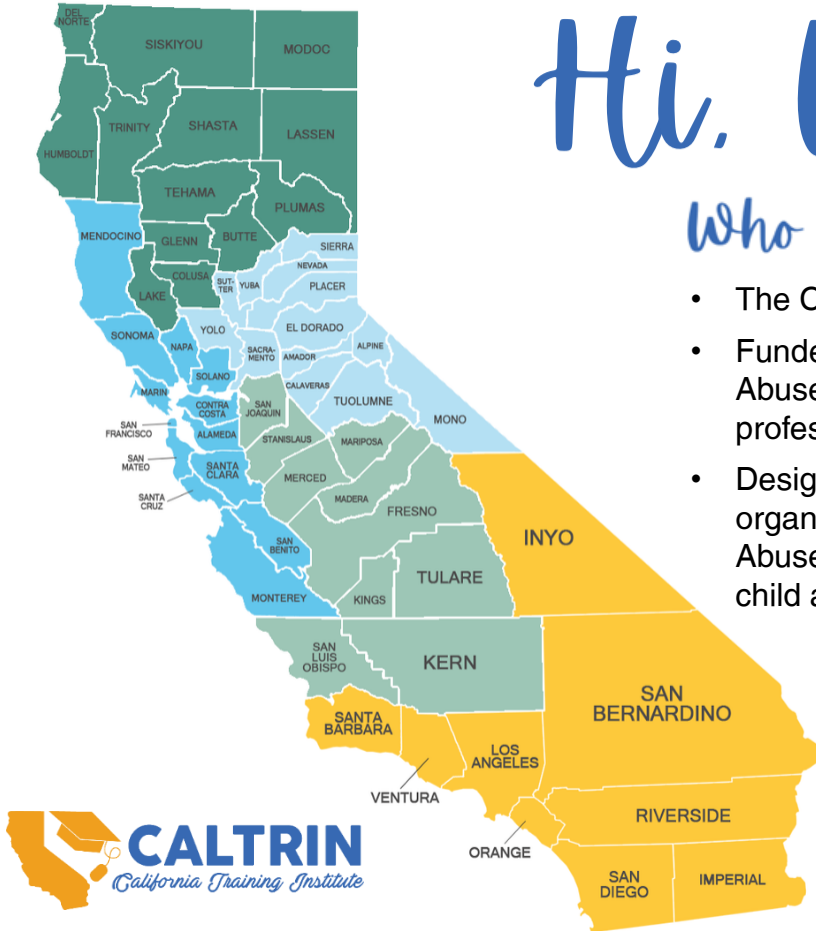 Hi,
Who
• The C
• Funde
Abuse
profes
• Desig
organ
Abuse
child a
DEL
NORTE
SISKIYOU
MODOC
HUMBOLDT
TRINITY
SHASTA
LASSEN
TEHAMA
PLUMAS
MENDOCINO
GLENN
BUTTE
SIERRA
COLUSA
LAKE
SUT-
TER
YUBA
NEVADA
PLACER
SONOMA
NAPA
YOLO
EL DORADO
SACRA-
MENTO
AMADOR
ALPINE
SOLANO
MARIN
CALAVERAS
TUOLUMNE
MONO
CONTRA
COSTA
SAN
JOAQUIN
SAN
FRANCISCO
ALAMEDA
STANISLAUS
MARIPOSA
SAN
MATEO
SANTA
CLARA
MERCED
MADERA
SANTA
CRUZ
FRESNO
SAN
BENITO
INYO
MONTEREY
KINGS
TULARE
SAN
LUIS
OBISPO
KERN
SAN
BERNARDINO
SANTA
BARBARA
LOS
ANGELES
VENTURA
RIVERSIDE
ORANGE
SAN
DIEGO
IMPERIAL
CALTRIN
California Training Institute